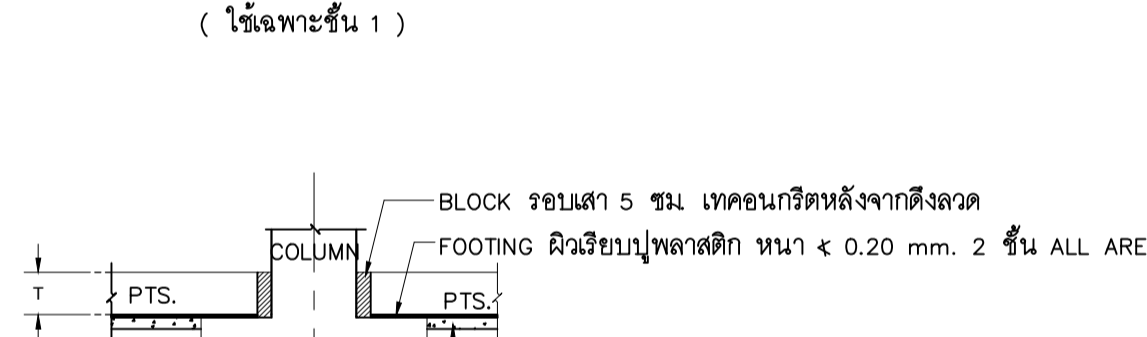 ( ใช้เฉพาะชั้น 1 )
BLOCK รอบเสา 5 ซม. เทคอนกรีตหลังจากดึงลวด
COLUMN
FOOTING ผิวเรียบปูพลาสติก หนา ≮ 0.20 mm. 2 ชั้น ALL ARE
T
PTS.
PTS.